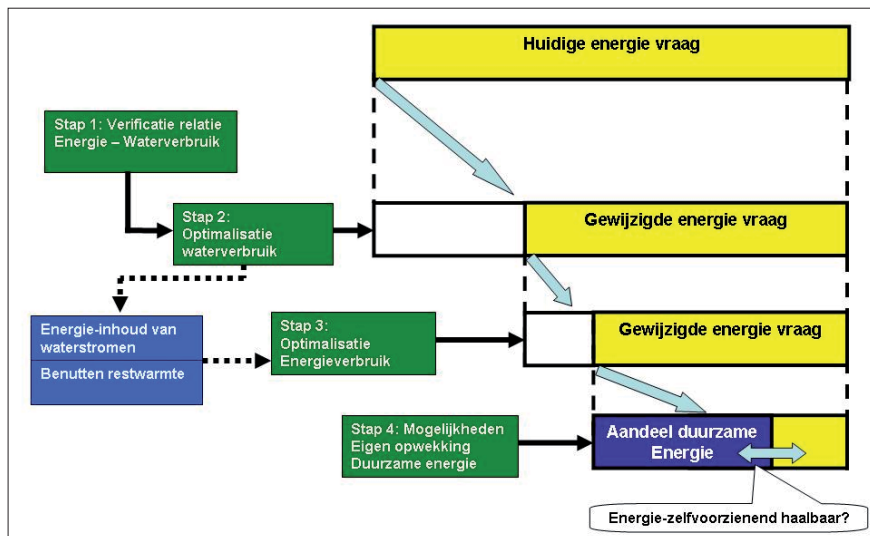 Huidige energie vraag
Stap 1: Verificatie relatie
Energie – Waterverbruik
Stap 2:
Optimalisatie
waterverbruik
Gewijzigde energie vraag
Energie-inhoud van
waterstromen
Benutten restwarmte
Stap 3:
Optimalisatie
Energieverbruik
Gewijzigde energie vraag
Stap 4: Mogelijkheden
Eigen opwekking
Duurzame energie
Aandeel duurzame
Energie
Energie-zelfvoorzienend haalbaar?